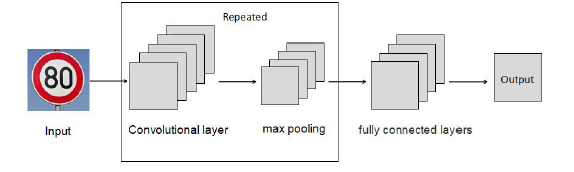 Repeated
80
Output
Input
Convolutional layer
max pooling
fully connected layers